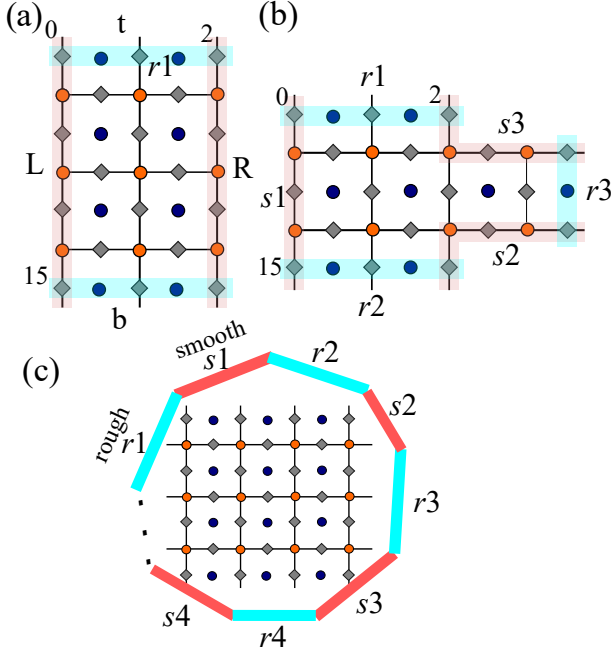 (a)
0 t 2
r1
L R
15
b
(b)
r1
0 2
s3
s1 r3
s2
15
r2
(c)
smooth
s1 r2
s2
rough
r1
r3
s3
s4
r4